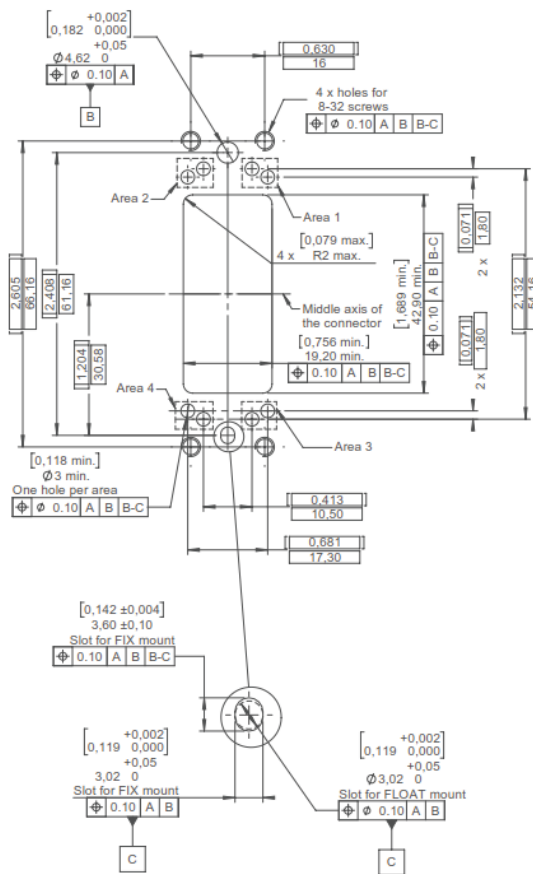 +0,002
[0,182 0,000]
+0,05
Ø4,62 0
⌖ Ø 0.10 A
B
0,630
16
4 x holes for
8-32 screws
⌖ Ø 0.10 A B B-C
Area 2
Area 1
[0,079 max.]
4 x R2 max.
0,071
1,80
2 x
[1,689 min.]
42,90 min.
⌖ 0.10 A B B-C
2,605
66,16
2,408
61,16
2,132
Middle axis of
the connector
[0,756 min.]
19,20 min.
⌖ 0.10 A B B-C
1,204
30,58
0,071
1,80
2 x
Area 4
Area 3
[0,118 min.]
Ø3 min.
One hole per area
⌖ Ø 0.10 A B B-C
0,413
10,50
0,681
17,30
[0,142 ±0,004]
3,60 ±0,10
Slot for FIX mount
⌖ 0.10 A B B-C
+0,002
[0,119 0,000]
+0,05
3,02 0
Slot for FIX mount
⌖ 0.10 A B
C
+0,002
[0,119 0,000]
+0,05
Ø3,02 0
Slot for FLOAT mount
⌖ Ø 0.10 A B
C